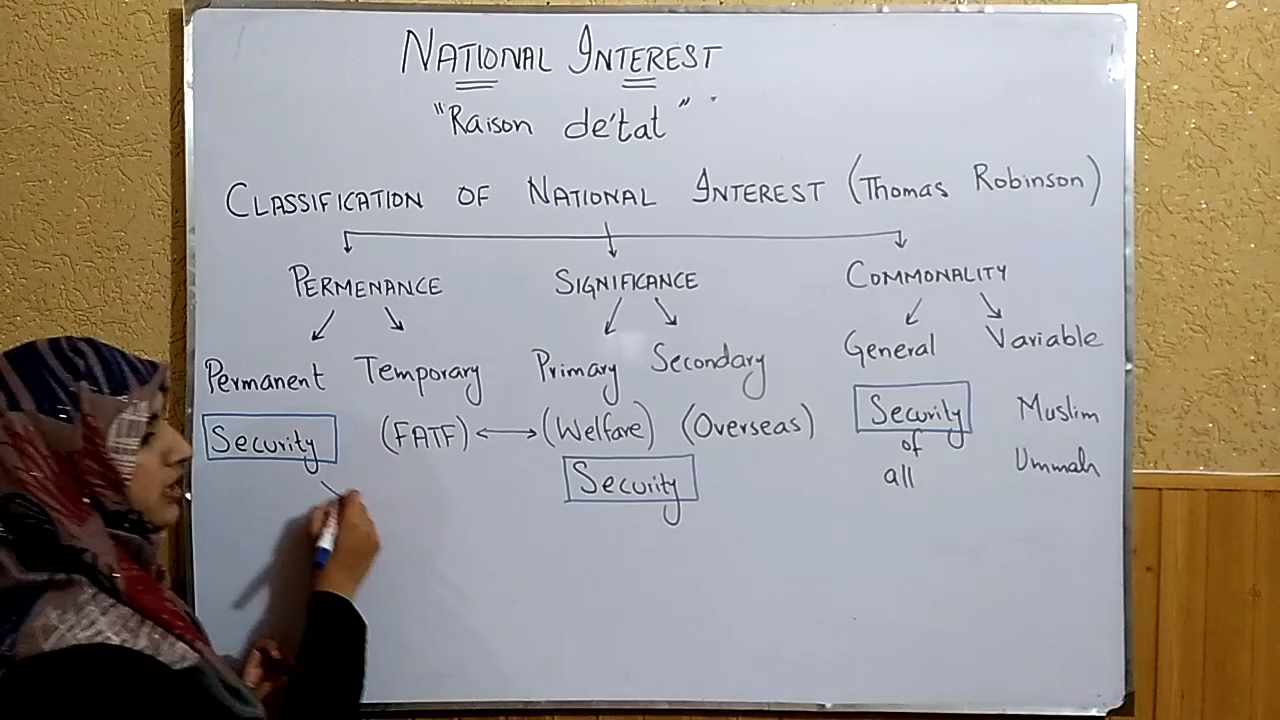 NATIONAL INTEREST
"Raison de'tat"
CLASSIFICATION OF NATIONAL INTEREST (Thomas Robinson)
PERMENANCE SIGNIFICANCE COMMONALITY
Permanent Temporary Primary Secondary General Variable
Security (FATF) (Welfare) (Overseas) Security Muslim
of
Security all Ummah